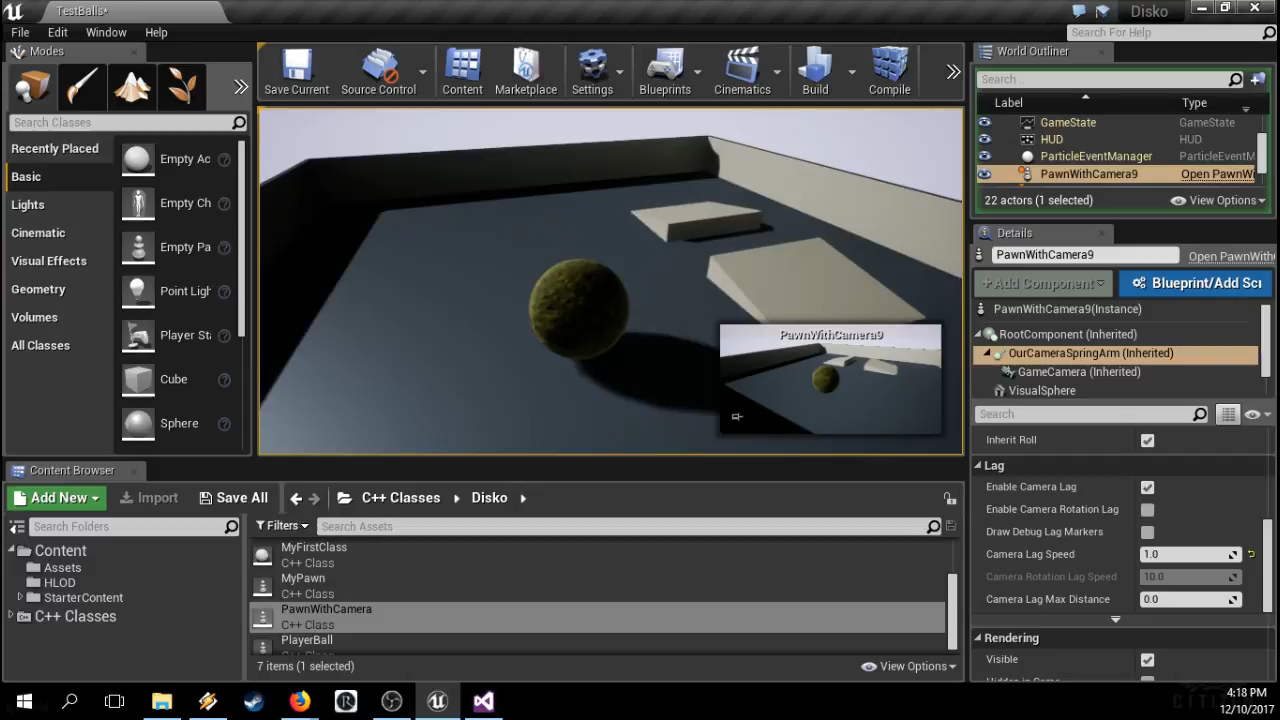 TestBalls*
Disko
File Edit Window Help
Search For Help
Modes
World Outliner
Save Current
Source Control
Content
Marketplace
Settings
Blueprints
Cinematics
Build
Compile
Search Classes
Recently Placed
Basic
Lights
Cinematic
Visual Effects
Geometry
Volumes
All Classes
Empty Ac
Empty Ch
Empty Pa
Point Ligh
Player Sta
Cube
Sphere
PawnWithCamera9
Search...
Label Type
GameState GameState
HUD HUD
ParticleEventManager ParticleEventM
PawnWithCamera9 Open PawnWi
22 actors (1 selected) View Options
Details
PawnWithCamera9 Open PawnWith
+Add Component Blueprint/Add Scr
PawnWithCamera9(Instance)
RootComponent (Inherited)
OurCameraSpringArm (Inherited)
GameCamera (Inherited)
VisualSphere
Search
Inherit Roll
Lag
Enable Camera Lag
Enable Camera Rotation Lag
Draw Debug Lag Markers
Camera Lag Speed 1.0
Camera Rotation Lag Speed 10.0
Camera Lag Max Distance 0.0
Rendering
Visible
Hidden in Game
Content Browser
Add New Import Save All C++ Classes Disko
Search Folders
Filters Search Assets
Content
Assets
HLOD
StarterContent
C++ Classes
MyFirstClass
C++ Class
MyPawn
C++ Class
PawnWithCamera
C++ Class
PlayerBall
C++ Class
7 items (1 selected) View Options
4:18 PM
12/10/2017